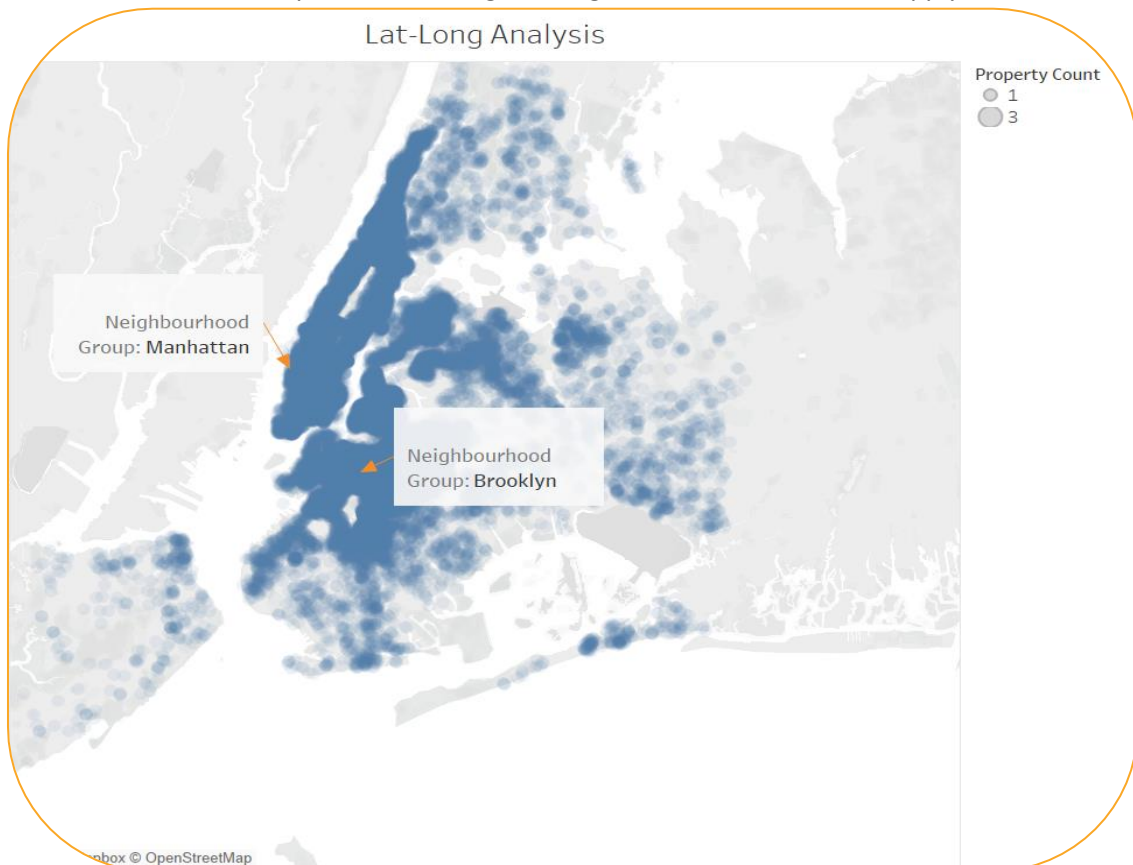 Lat-Long Analysis
Property Count
1
3
Neighbourhood
Group: Manhattan
Neighbourhood
Group: Brooklyn
© OpenStreetMap